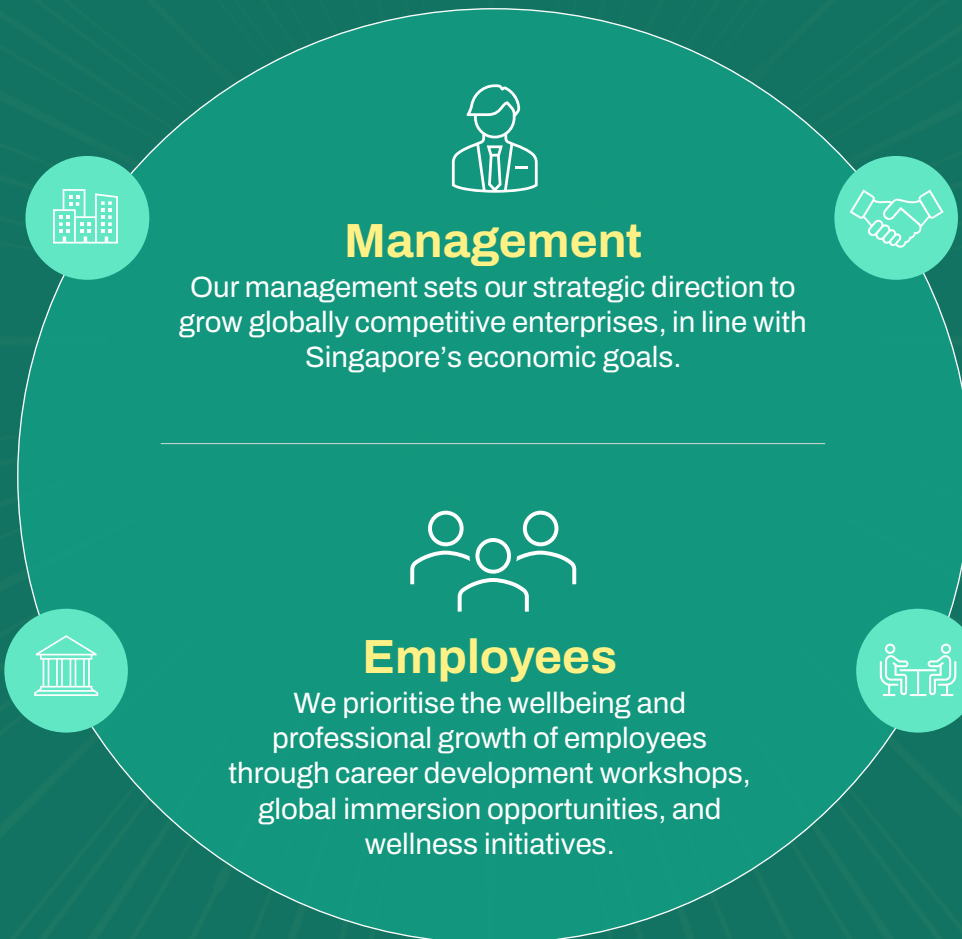 Management
Our management sets our strategic direction to
grow globally competitive enterprises, in line with
Singapore’s economic goals.
Employees
We prioritise the wellbeing and
professional growth of employees
through career development workshops,
global immersion opportunities, and
wellness initiatives.